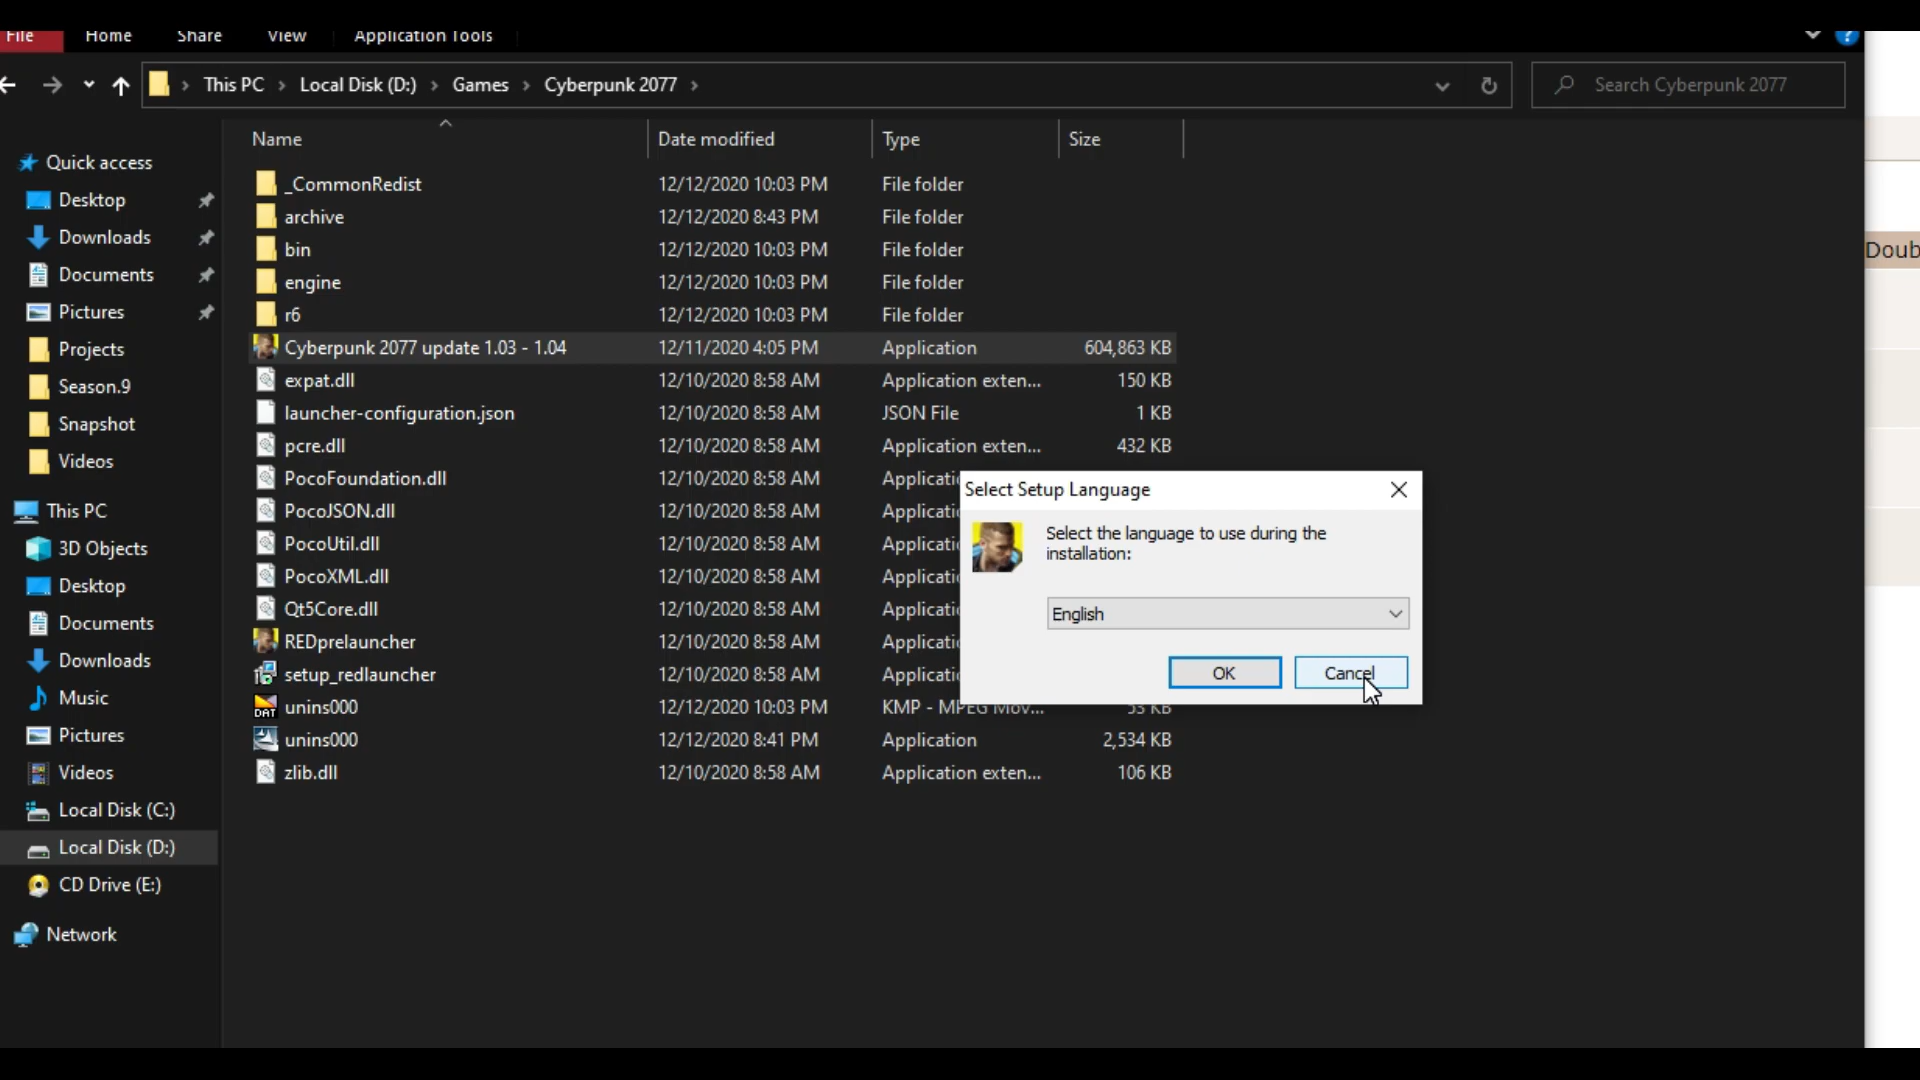 File Home Share View Application Tools
?
This PC Local Disk (D:) Games Cyberpunk 2077 Search Cyberpunk 2077
Name Date modified Type Size
Quick access
Desktop
Downloads
Documents
Pictures
Projects
Season.9
Snapshot
Videos
This PC
3D Objects
Desktop
Documents
Downloads
Music
Pictures
Videos
Local Disk (C:)
Local Disk (D:)
CD Drive (E:)
Network
_CommonRedist 12/12/2020 10:03 PM File folder
archive 12/12/2020 8:43 PM File folder
bin 12/12/2020 10:03 PM File folder
engine 12/12/2020 10:03 PM File folder
r6 12/12/2020 10:03 PM File folder
Cyberpunk 2077 update 1.03 - 1.04 12/11/2020 4:05 PM Application 604,863 KB
expat.dll 12/10/2020 8:58 AM Application exten... 150 KB
launcher-configuration.json 12/10/2020 8:58 AM JSON File 1 KB
pcre.dll 12/10/2020 8:58 AM Application exten... 432 KB
PocoFoundation.dll 12/10/2020 8:58 AM Applicati
PocoJSON.dll 12/10/2020 8:58 AM Applicati
PocoUtil.dll 12/10/2020 8:58 AM Applicati
PocoXML.dll 12/10/2020 8:58 AM Applicati
Qt5Core.dll 12/10/2020 8:58 AM Applicati
REDprelauncher 12/10/2020 8:58 AM Applicati
setup_redlauncher 12/10/2020 8:58 AM Applicati
DAT unins000 12/12/2020 10:03 PM KMP - MPEG Mov... 53 KB
unins000 12/12/2020 8:41 PM Application 2,534 KB
zlib.dll 12/10/2020 8:58 AM Application exten... 106 KB
Select Setup Language
Select the language to use during the
installation:
English
OK Cancel
Doub